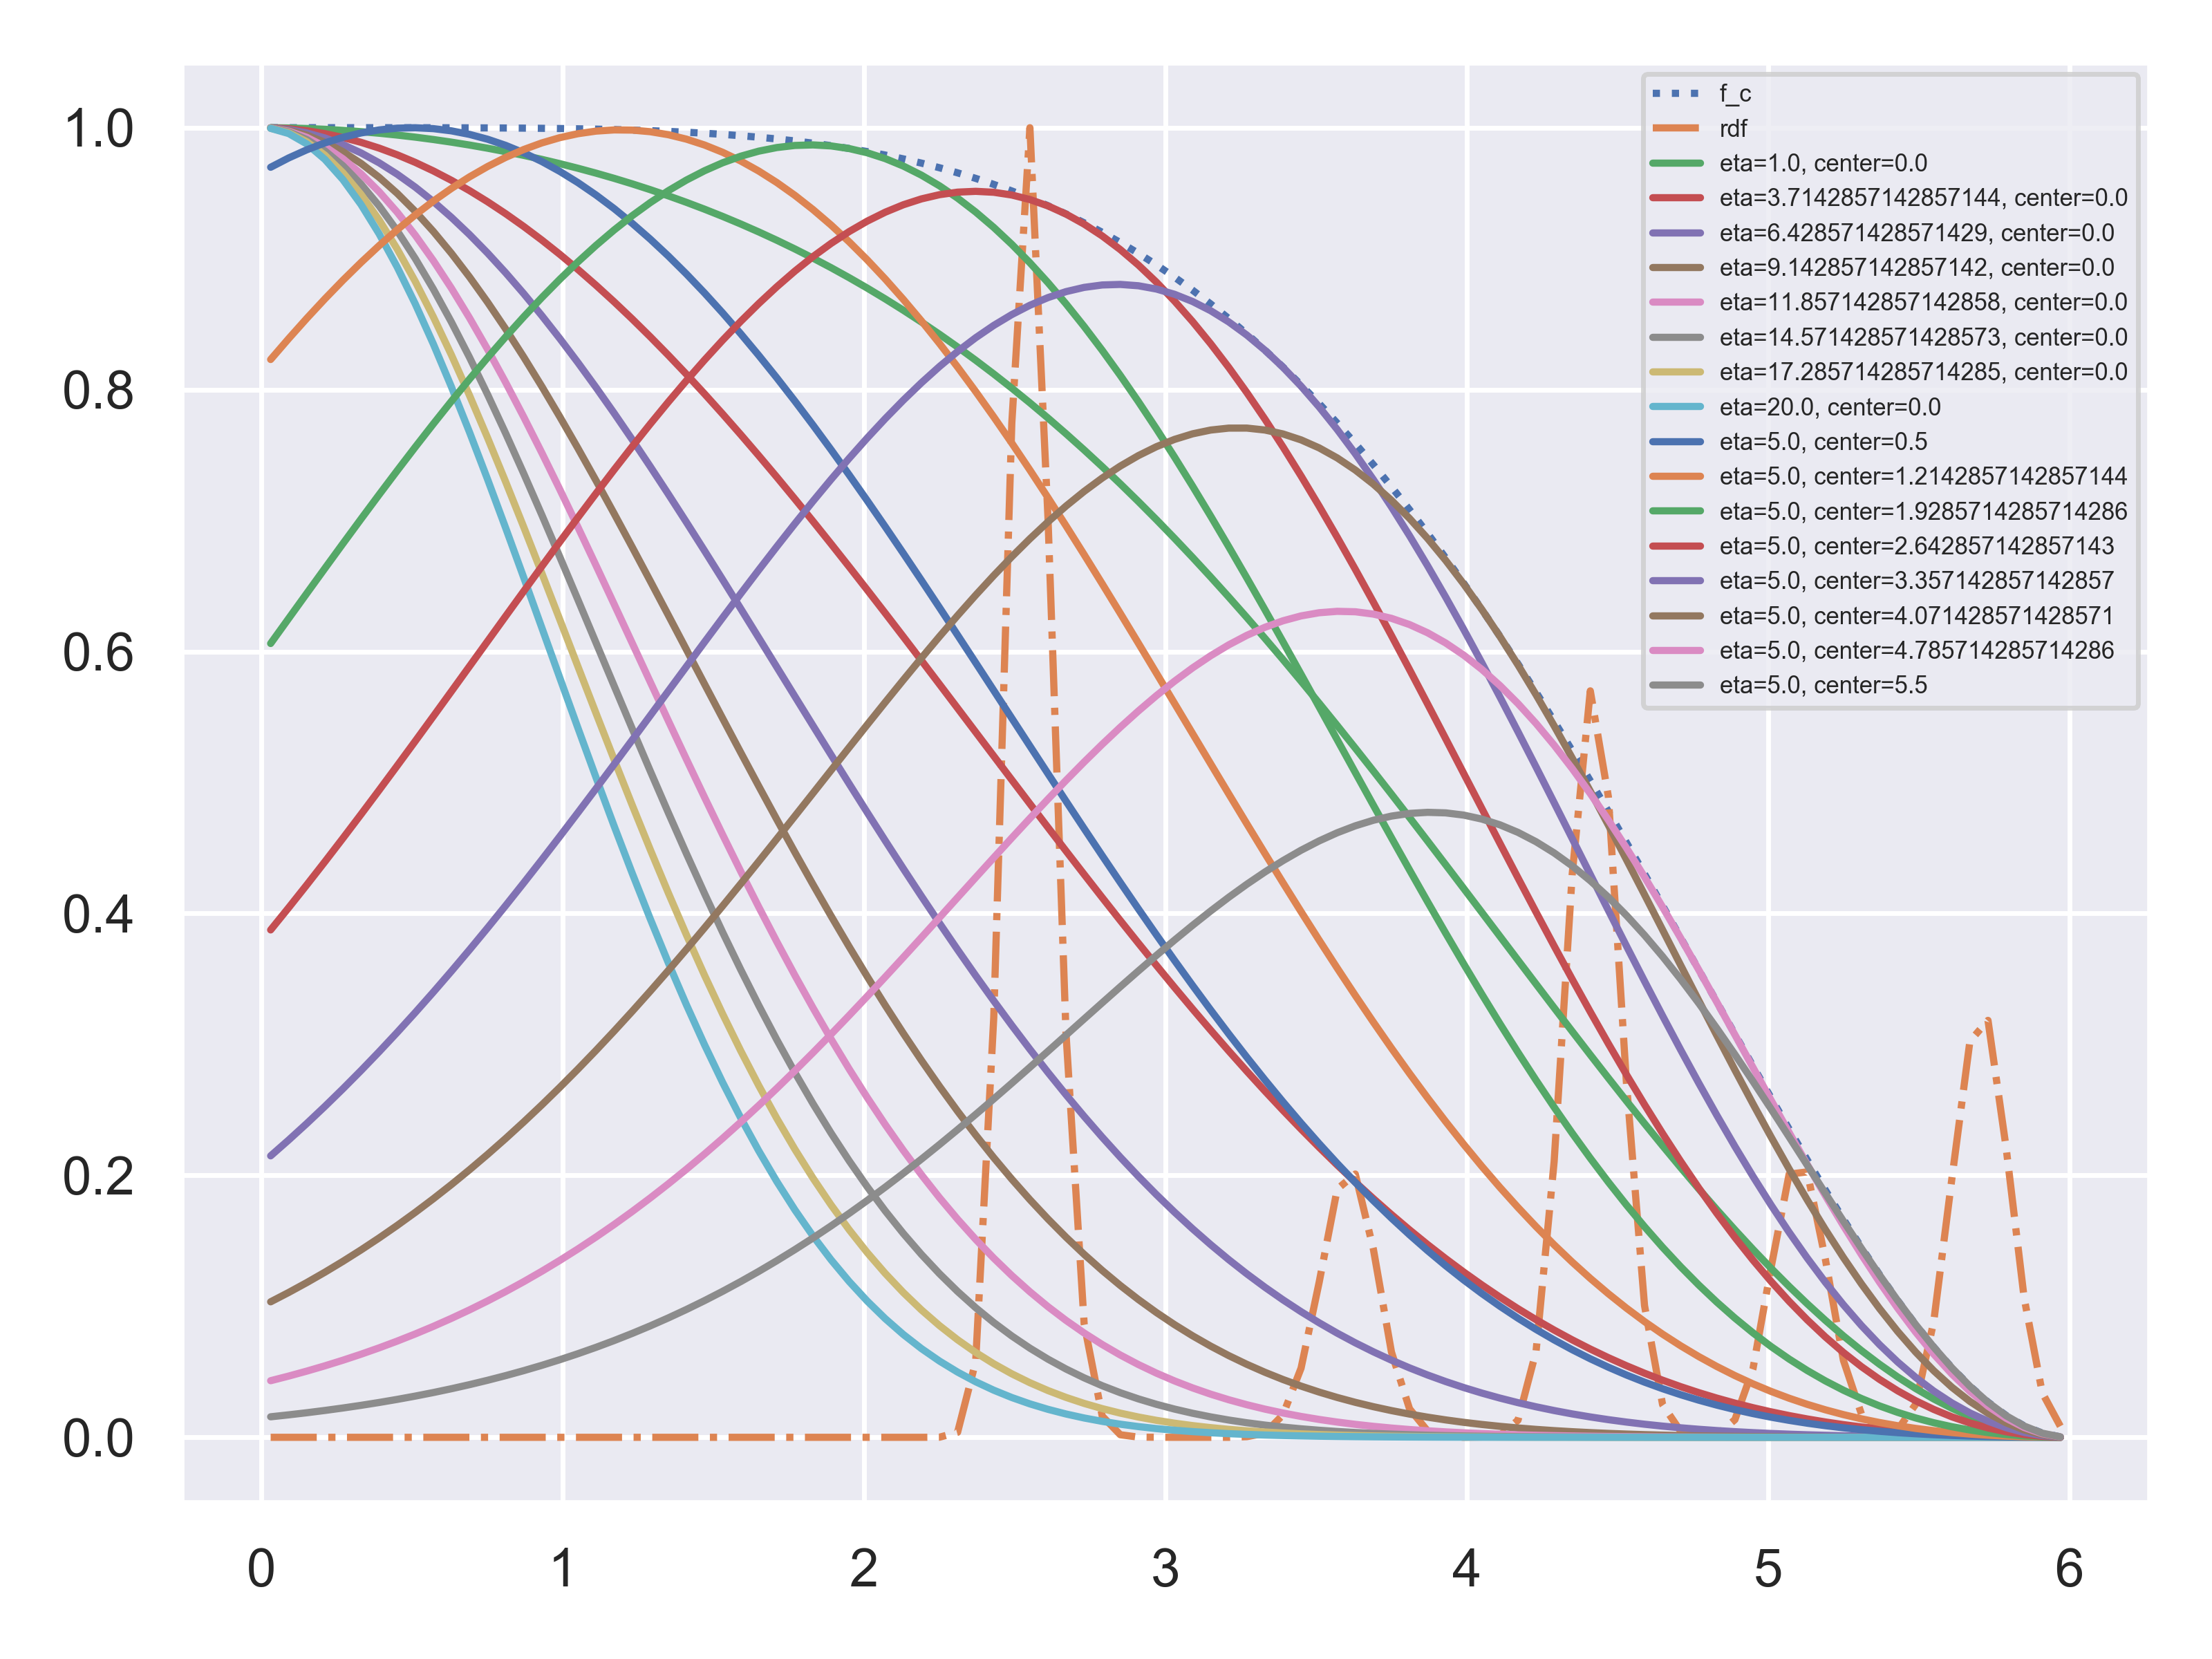 1.0
0.8
0.6
0.4
0.2
0.0
0 1 2 3 4 5 6
f_c
rdf
eta=1.0, center=0.0
eta=3.7142857142857144, center=0.0
eta=6.428571428571429, center=0.0
eta=9.142857142857142, center=0.0
eta=11.857142857142858, center=0.0
eta=14.571428571428573, center=0.0
eta=17.285714285714285, center=0.0
eta=20.0, center=0.0
eta=5.0, center=0.5
eta=5.0, center=1.2142857142857144
eta=5.0, center=1.9285714285714286
eta=5.0, center=2.642857142857143
eta=5.0, center=3.357142857142857
eta=5.0, center=4.071428571428571
eta=5.0, center=4.785714285714286
eta=5.0, center=5.5